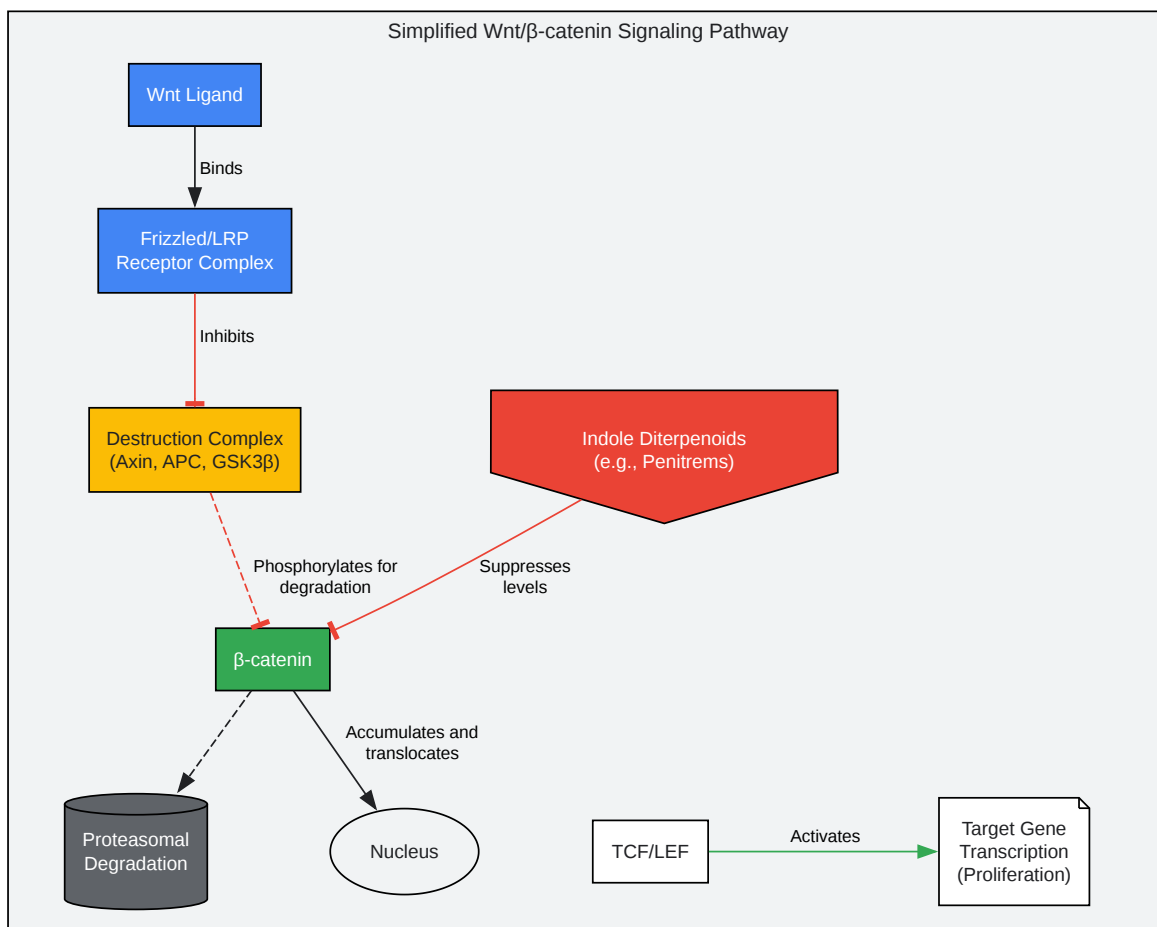 Simplified Wnt/β-catenin Signaling Pathway
Wnt Ligand
Binds
Frizzled/LRP
Receptor Complex
Inhibits
Destruction Complex
(Axin, APC, GSK3β)
Indole Diterpenoids
(e.g., Penitrems)
Phosphorylates for
degradation
Suppresses
levels
β-catenin
Accumulates and
translocates
Proteasomal
Degradation
Nucleus
TCF/LEF
Activates
Target Gene
Transcription
(Proliferation)